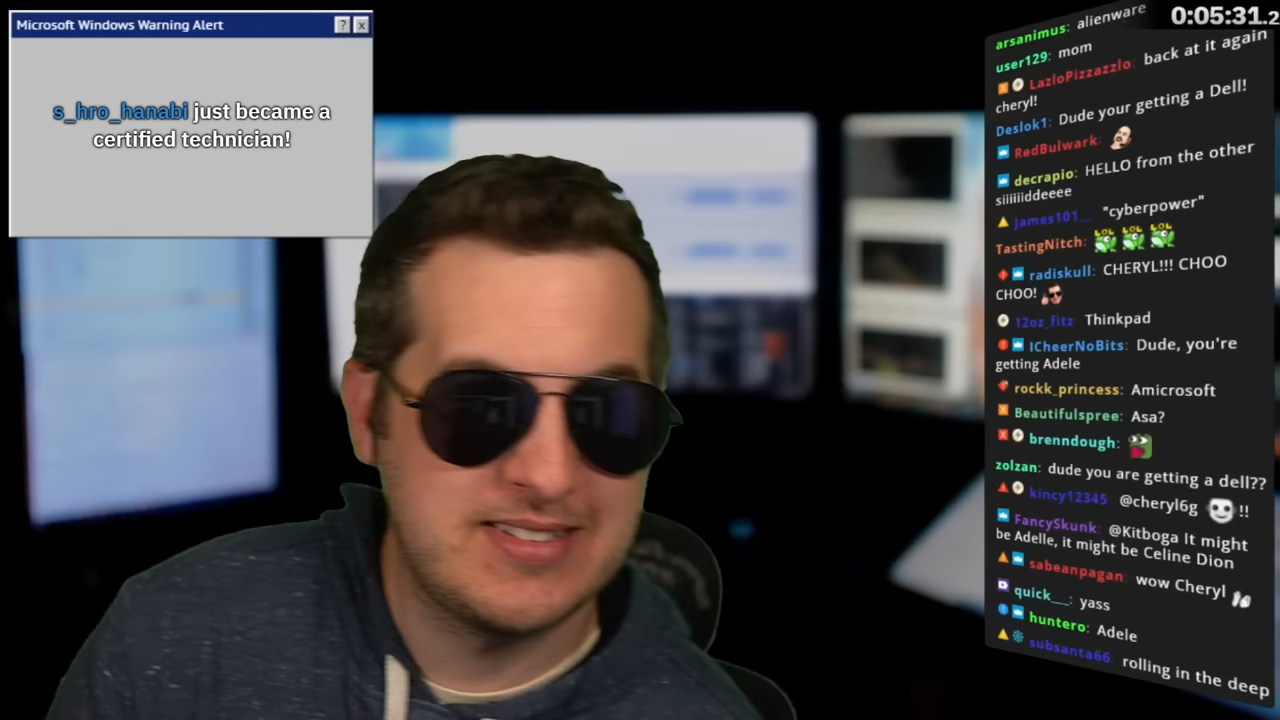 Microsoft Windows Warning Alert
? x
s_hro_hanabi just became a
certified technician!
0:05:31.2
arsanimus: alienware
user129: mom
LazloPizzazzlo: back at it again
cheryl!
Deslok1: Dude your getting a Dell!
RedBulwark:
decrapio: HELLO from the other
siiiiiiddeeee
James101__ "cyberpower"
TastingNitch: LOL LOL LOL
radiskull: CHERYL!!! CHOO
CHOO!
12oz_fitz: Thinkpad
ICheerNoBits: Dude, you're
getting Adele
rockk_princess: Amicrosoft
Beautifulspree: Asa?
brenndough:
zolzan: dude you are getting a dell??
kincy12345 @cheryl6g !!
FancySkunk: @Kitboga It might
be Adelle, it might be Celine Dion
sabeanpagan: wow Cheryl
quick___: yass
huntero: Adele
subsanta66 rolling in the deep